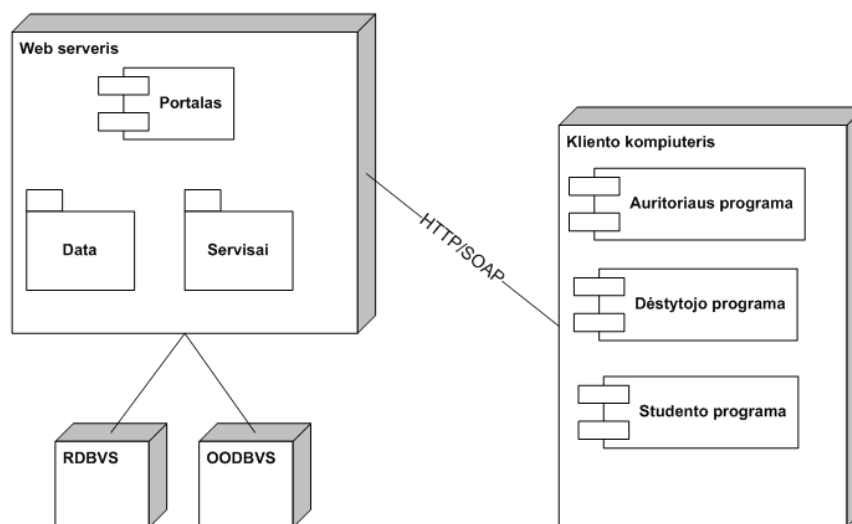 Web serveris
Portalas
Data
Servisai
HTTP/SOAP
RDBVS
OODBVS
Kliento kompiuteris
Auritoriaus programa
Dėstytojo programa
Studento programa